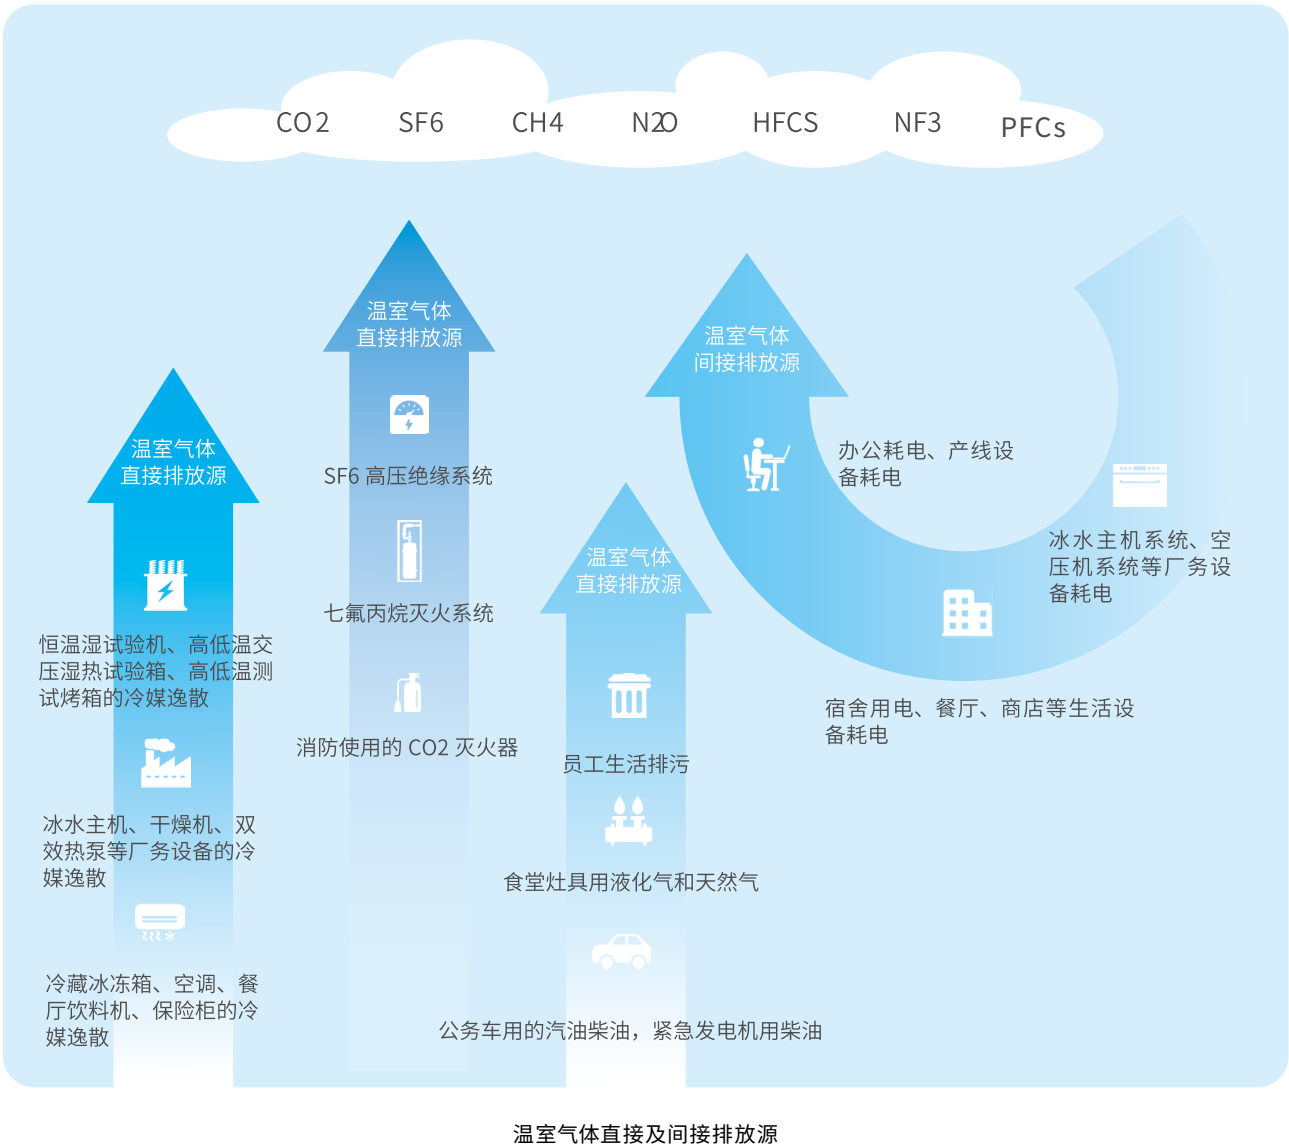 CO2 SF6 CH4 N2O HFCS NF3 PFCs
温室气体
直接排放源
恒温湿试验机、高低温交
压湿热试验箱、高低温测
试烤箱的冷媒逸散
冰水主机、干燥机、双
效热泵等厂务设备的冷
媒逸散
冷藏冰冻箱、空调、餐
厅饮料机、保险柜的冷
媒逸散
温室气体
直接排放源
SF6 高压绝缘系统
七氟丙烷灭火系统
消防使用的 CO2 灭火器
温室气体
直接排放源
员工生活排污
食堂灶具用液化气和天然气
公务车用的汽油柴油，紧急发电机用柴油
温室气体
间接排放源
办公耗电、产线设
备耗电
冰水主机系统、空
压机系统等厂务设
备耗电
宿舍用电、餐厅、商店等生活设
备耗电
温室气体直接及间接排放源